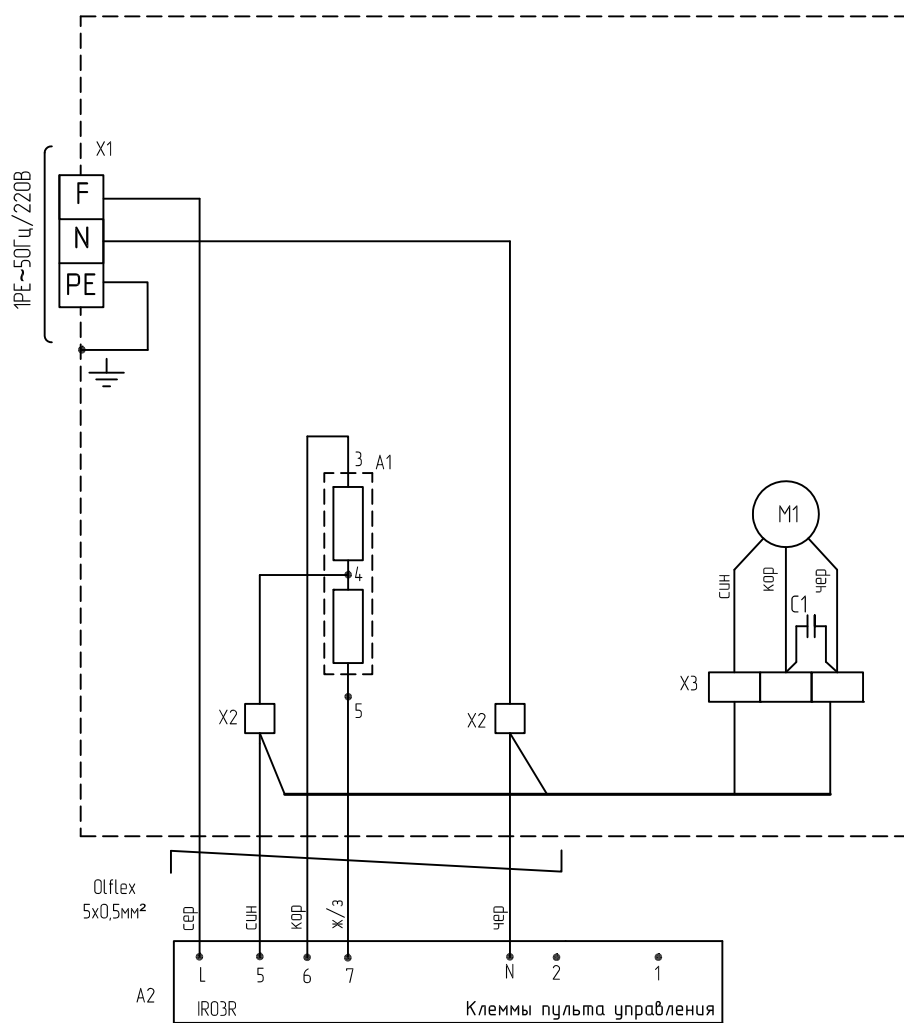 X1
1PE~50Гц/220В
F
N
PE
3
A1
4
5
M1
син
кор
чер
C1
X3
X2
X2
Olflex
5x0,5мм²
сер
син
кор
ж/з
чер
L
5
6
7
N
2
1
A2
IR03R
Клеммы пульта управления